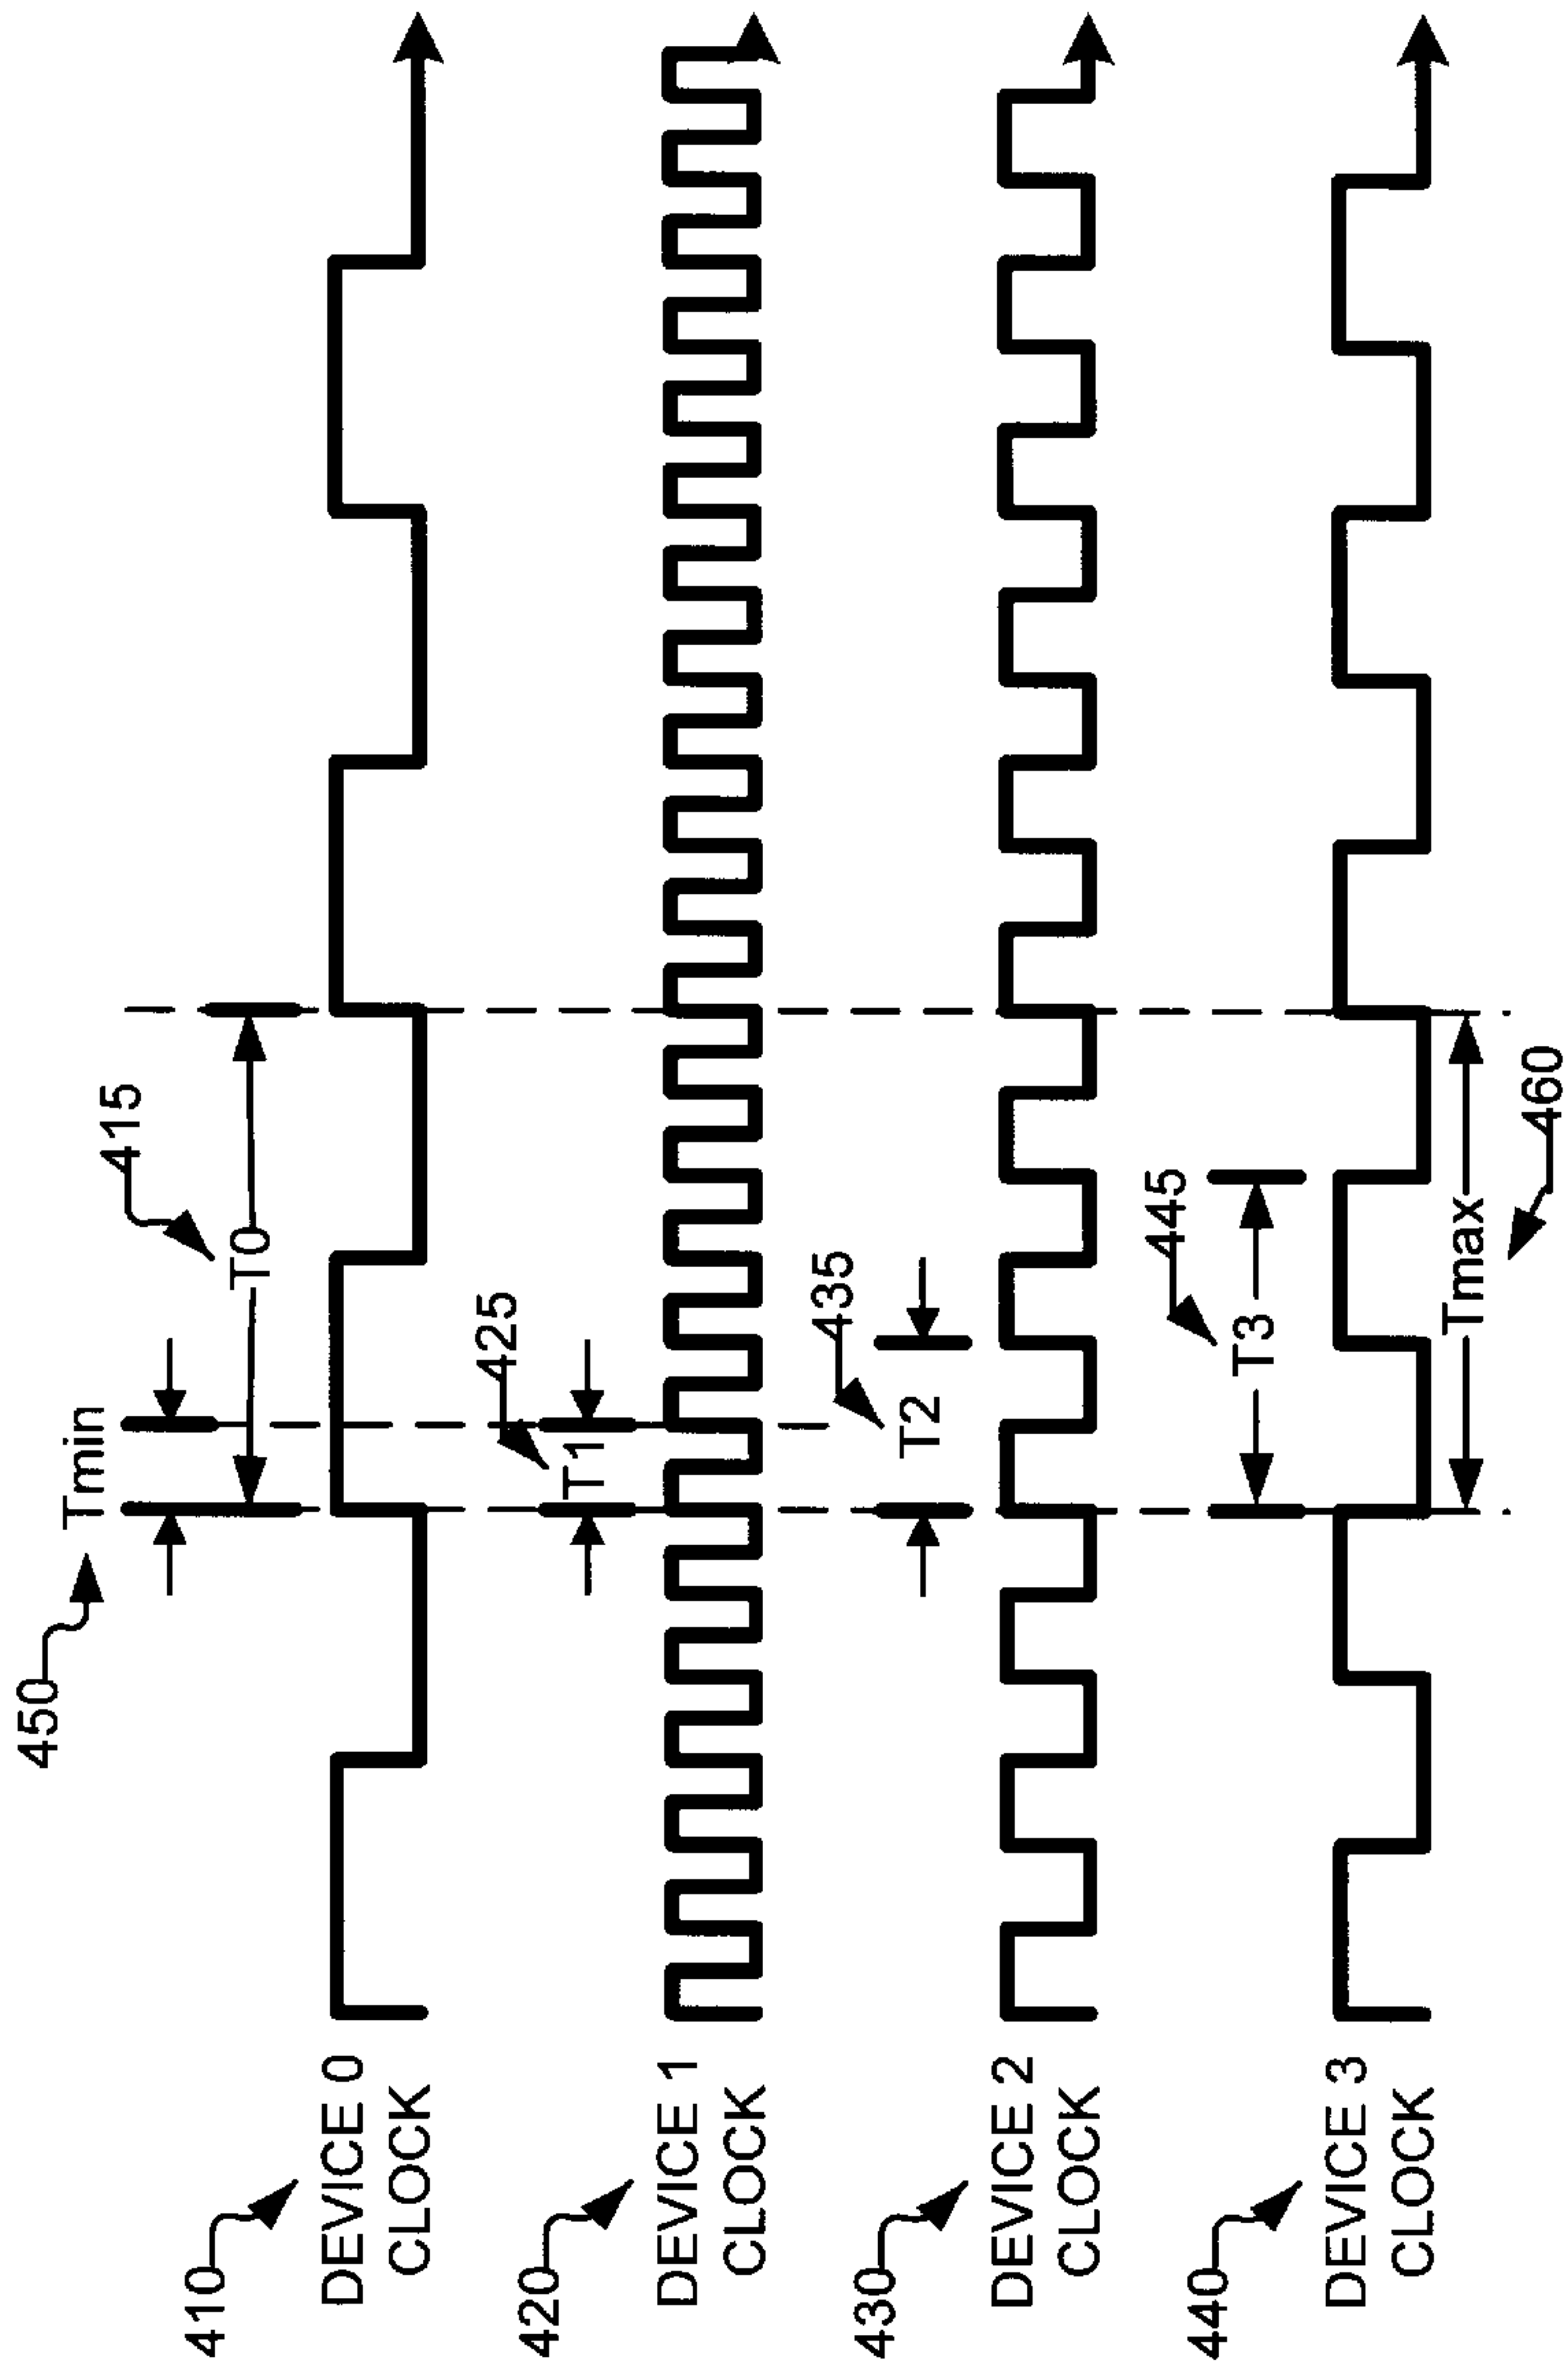 450
Tmin
415
T0
410
DEVICE 0
CLOCK
425
T1
420
DEVICE 1
CLOCK
435
T2
430
DEVICE 2
CLOCK
445
T3
440
DEVICE 3
CLOCK
Tmax
460